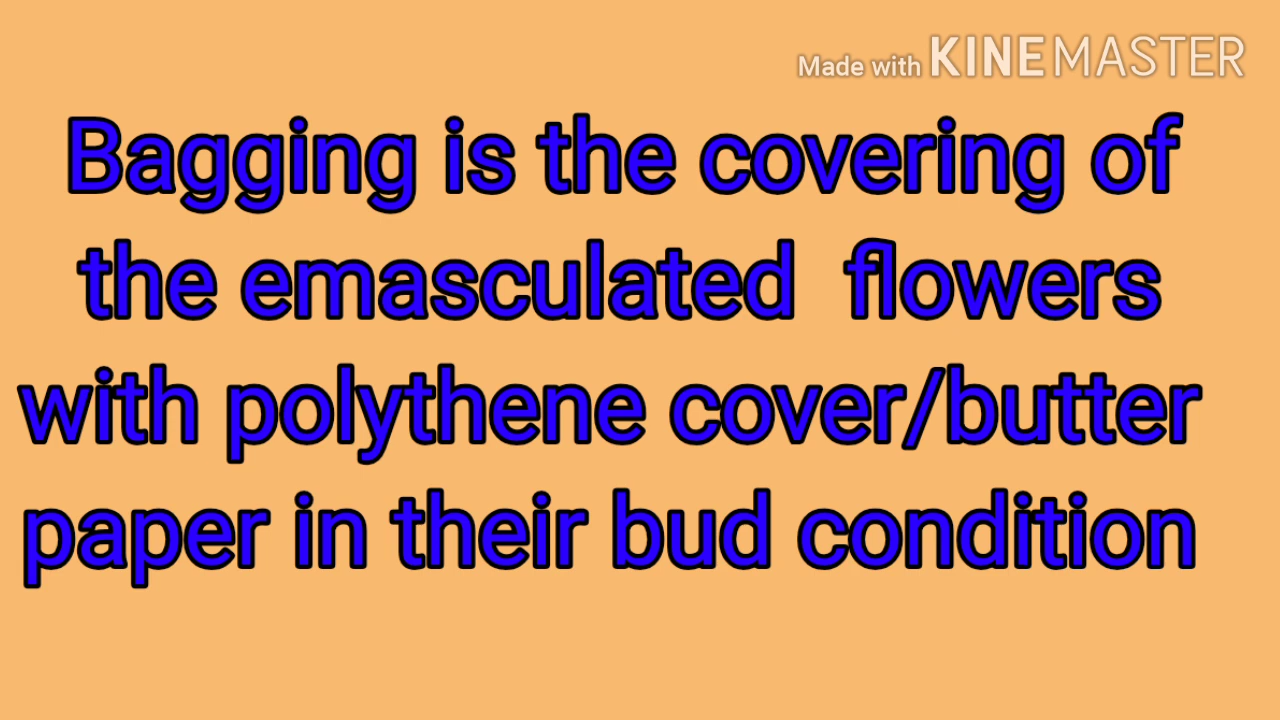 Made with KINEMASTER
Bagging is the covering of
the emasculated flowers
with polythene cover/butter
paper in their bud condition